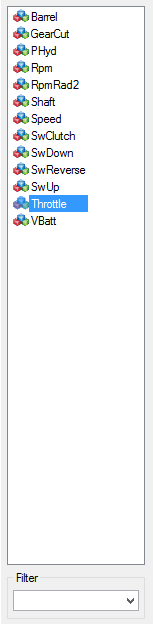 Barrel
GearCut
PHyd
Rpm
RpmRad2
Shaft
Speed
SwClutch
SwDown
SwReverse
SwUp
Throttle
VBatt
Filter